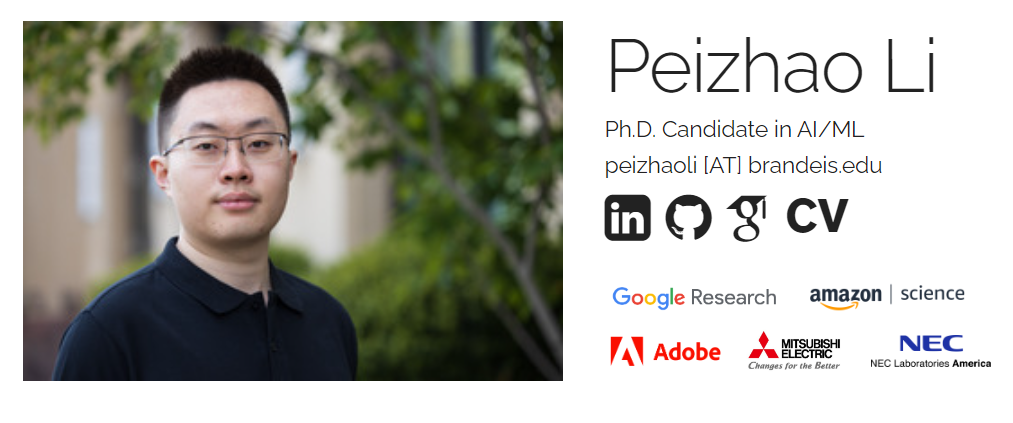 Peizhao Li
Ph.D. Candidate in AI/ML
peizhaoli [AT] brandeis.edu
in CV
Google Research amazon | science
Adobe MITSUBISHI ELECTRIC Changes for the Better NEC NEC Laboratories America